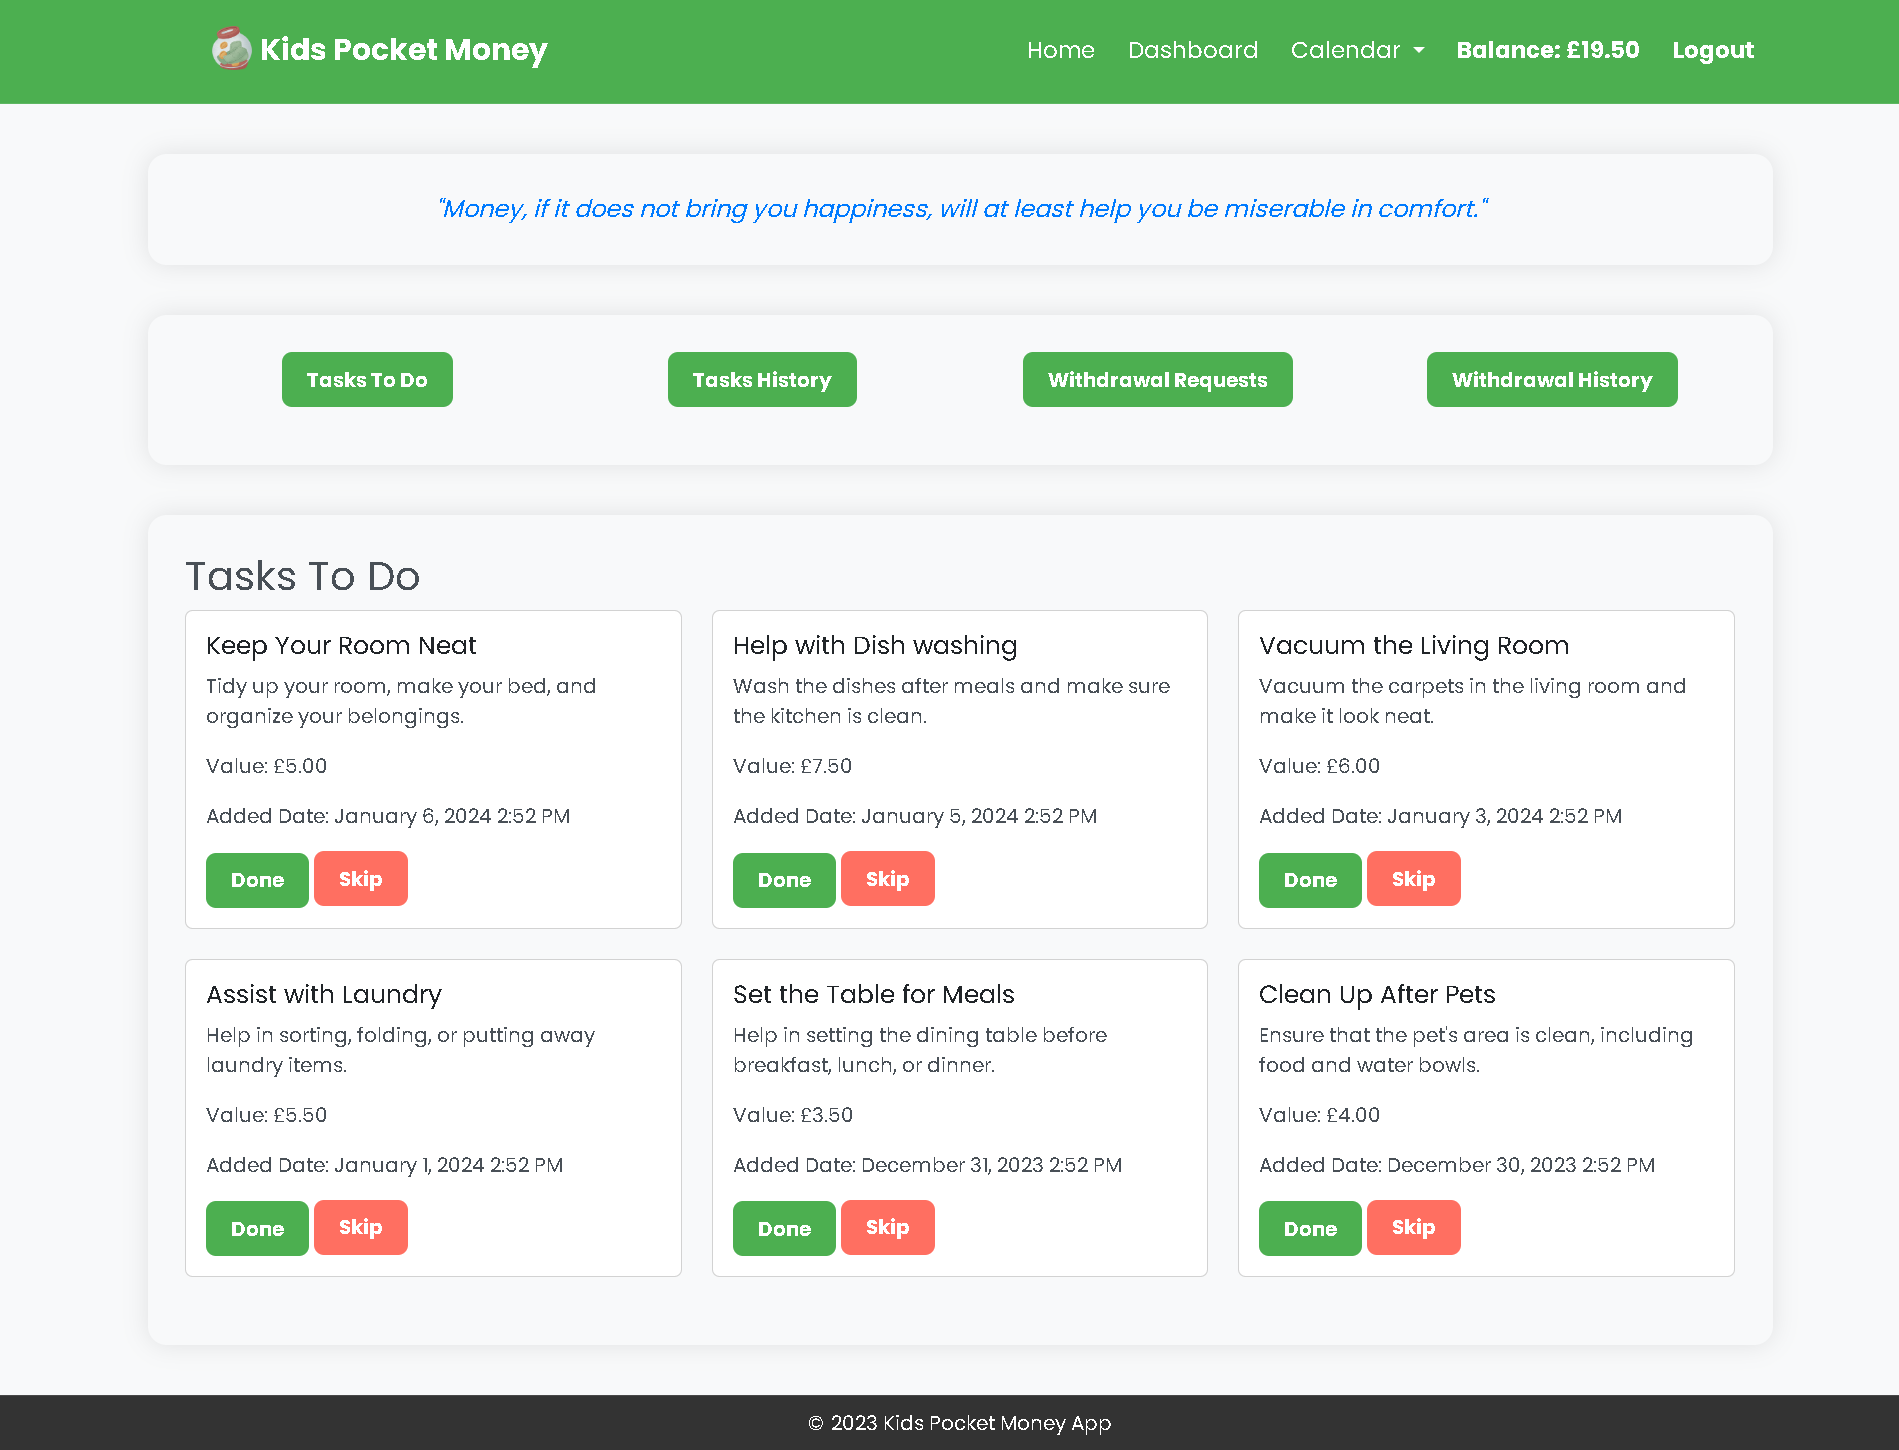 Kids Pocket Money
Home Dashboard Calendar Balance: £19.50 Logout
"Money, if it does not bring you happiness, will at least help you be miserable in comfort."
Tasks To Do Tasks History Withdrawal Requests Withdrawal History
Tasks To Do
Keep Your Room Neat
Tidy up your room, make your bed, and
organize your belongings.
Value: £5.00
Added Date: January 6, 2024 2:52 PM
Done Skip
Help with Dish washing
Wash the dishes after meals and make sure
the kitchen is clean.
Value: £7.50
Added Date: January 5, 2024 2:52 PM
Done Skip
Vacuum the Living Room
Vacuum the carpets in the living room and
make it look neat.
Value: £6.00
Added Date: January 3, 2024 2:52 PM
Done Skip
Assist with Laundry
Help in sorting, folding, or putting away
laundry items.
Value: £5.50
Added Date: January 1, 2024 2:52 PM
Done Skip
Set the Table for Meals
Help in setting the dining table before
breakfast, lunch, or dinner.
Value: £3.50
Added Date: December 31, 2023 2:52 PM
Done Skip
Clean Up After Pets
Ensure that the pet's area is clean, including
food and water bowls.
Value: £4.00
Added Date: December 30, 2023 2:52 PM
Done Skip
© 2023 Kids Pocket Money App